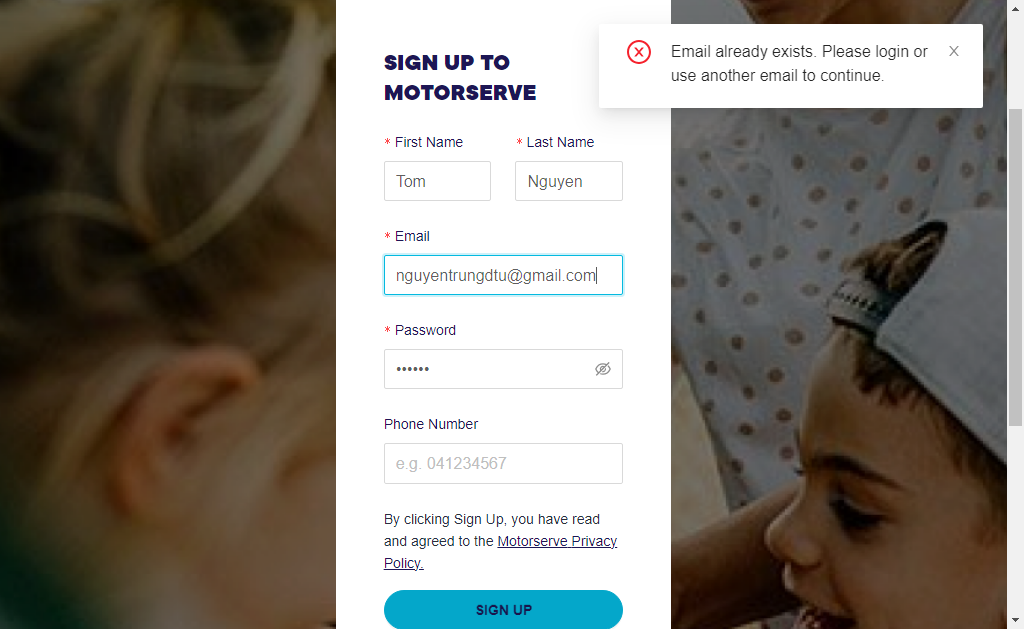 SIGN UP TO
MOTORSERVE
Email already exists. Please login or
use another email to continue.
* First Name
* Last Name
Tom
Nguyen
* Email
nguyentrungdtu@gmail.com
* Password
••••••
Phone Number
e.g. 041234567
By clicking Sign Up, you have read
and agreed to the Motorserve Privacy
Policy.
SIGN UP